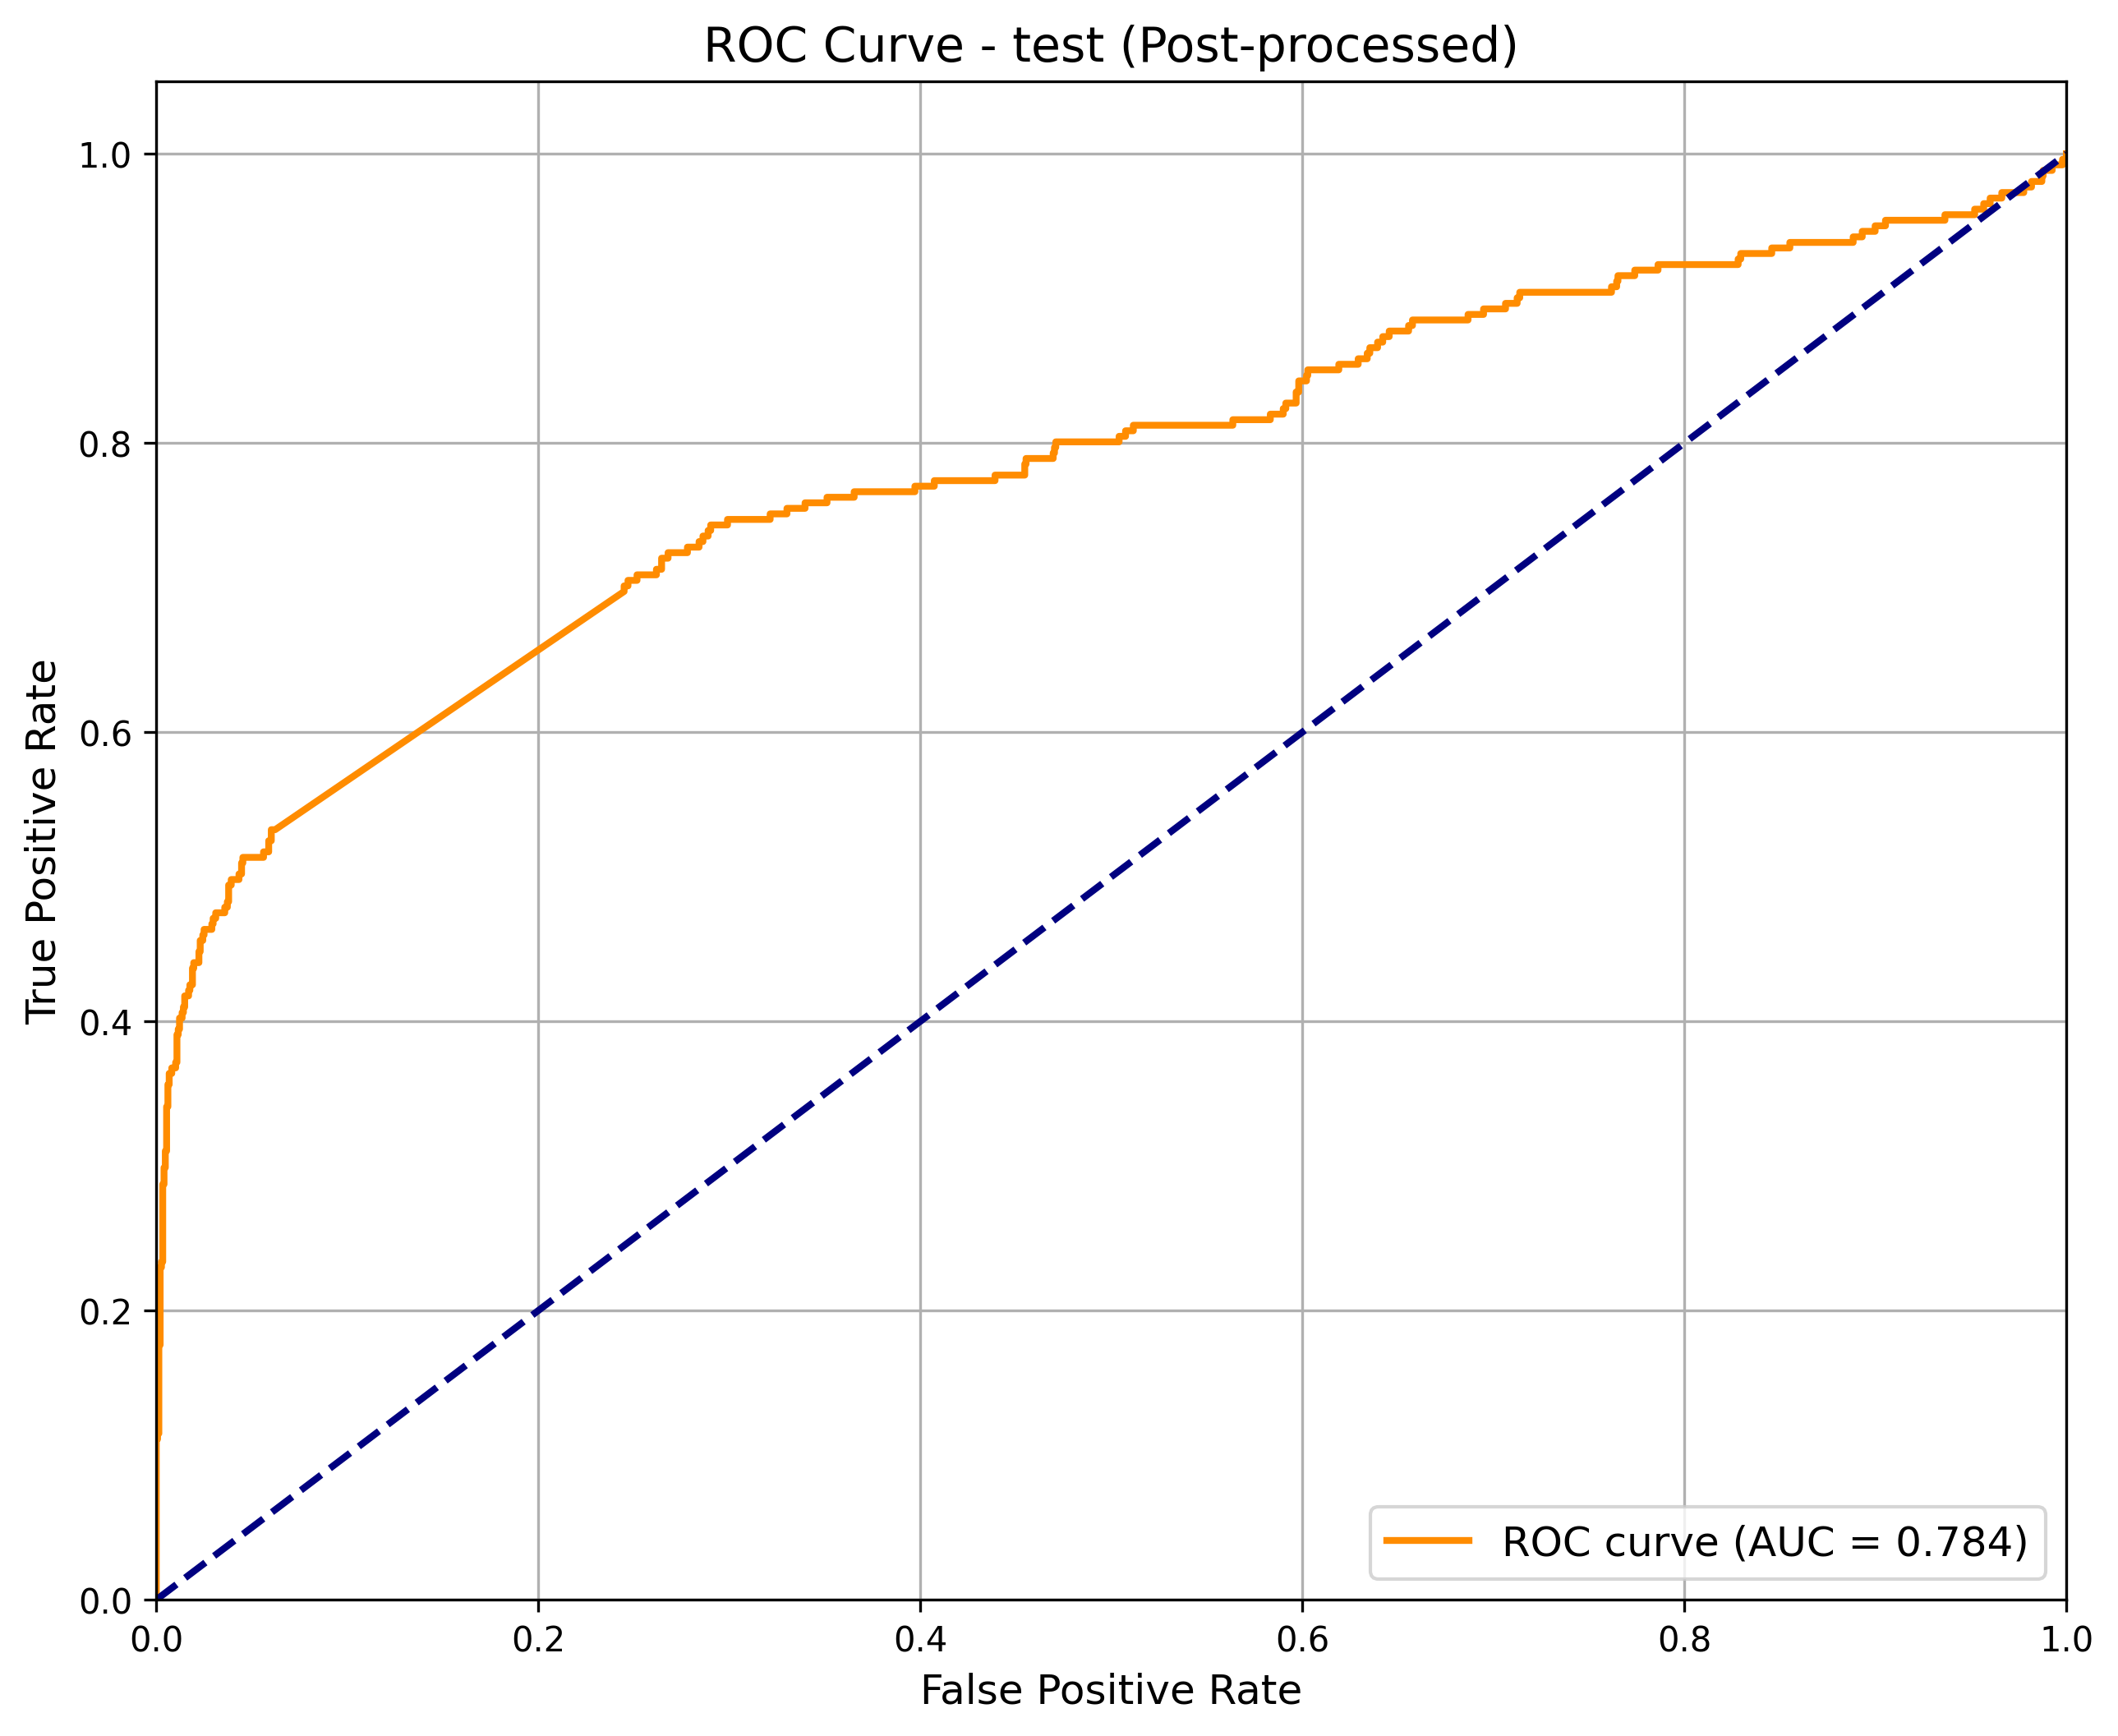 ROC Curve - test (Post-processed)
True Positive Rate
1.0
0.8
0.6
0.4
0.2
0.0
0.0 0.2 0.4 0.6 0.8 1.0
False Positive Rate
ROC curve (AUC = 0.784)